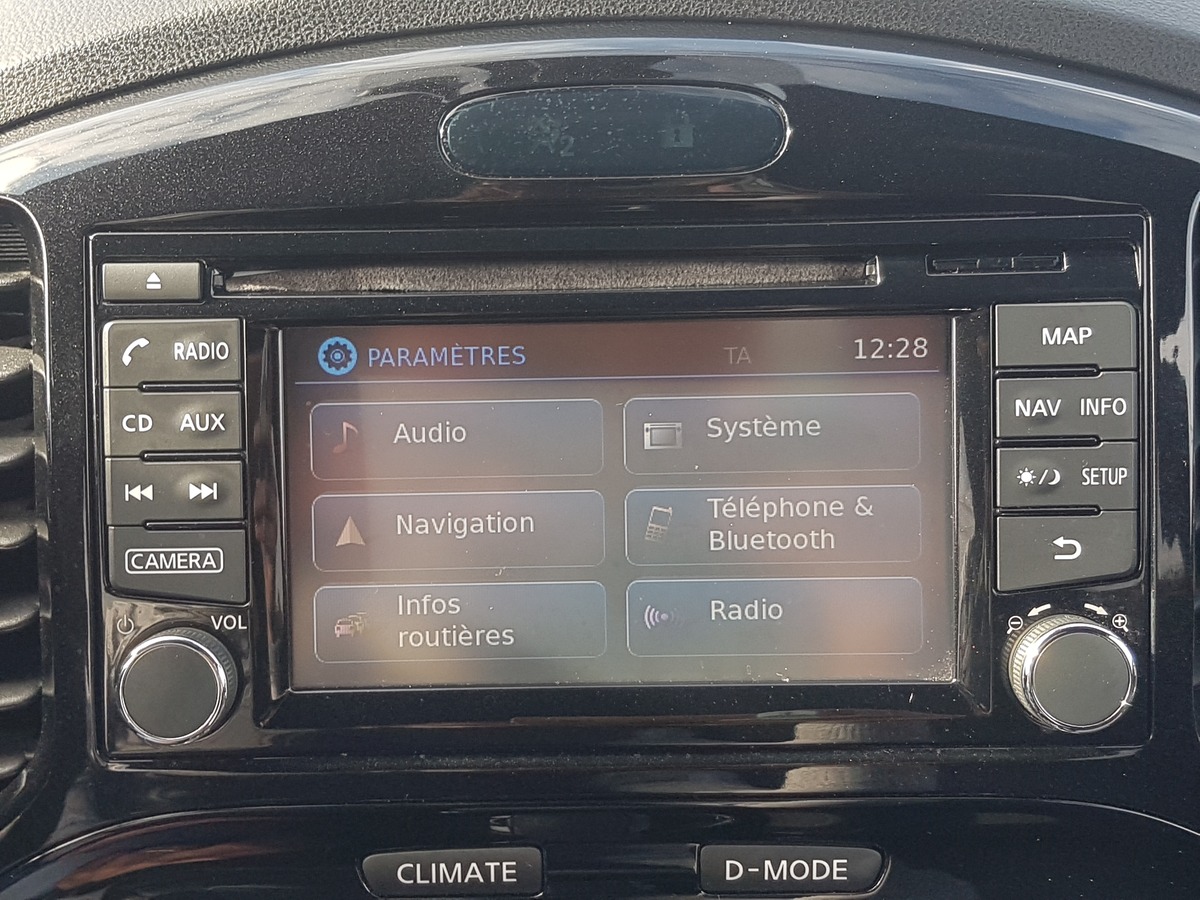 RADIO
CD AUX
CAMERA
VOL
PARAMÈTRES TA 12:28
Audio
Système
Navigation
Téléphone &
Bluetooth
Infos
routières
Radio
MAP
NAV INFO
SETUP
CLIMATE
D-MODE